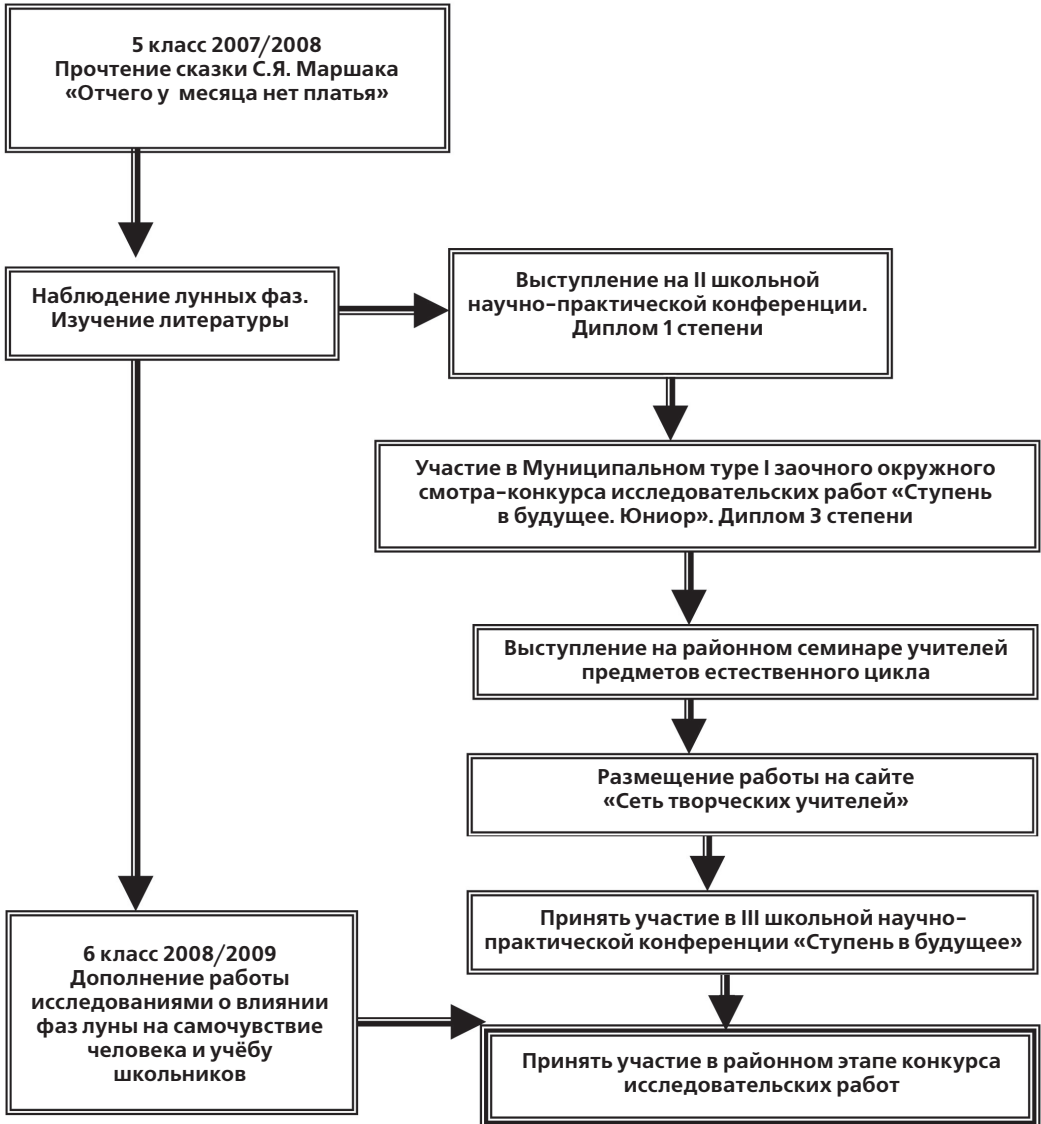 5 класс 2007/2008
Прочтение сказки С.Я. Маршака
«Отчего у месяца нет платья»
Наблюдение лунных фаз.
Изучение литературы
Выступление на II школьной
научно-практической конференции.
Диплом 1 степени
Участие в Муниципальном туре I заочного окружного
смотра-конкурса исследовательских работ «Ступень
в будущее. Юниор». Диплом 3 степени
Выступление на районном семинаре учителей
предметов естественного цикла
Размещение работы на сайте
«Сеть творческих учителей»
Принять участие в III школьной научно-
практической конференции «Ступень в будущее»
6 класс 2008/2009
Дополнение работы
исследованиями о влиянии
фаз луны на самочувствие
человека и учёбу
школьников
Принять участие в районном этапе конкурса
исследовательских работ